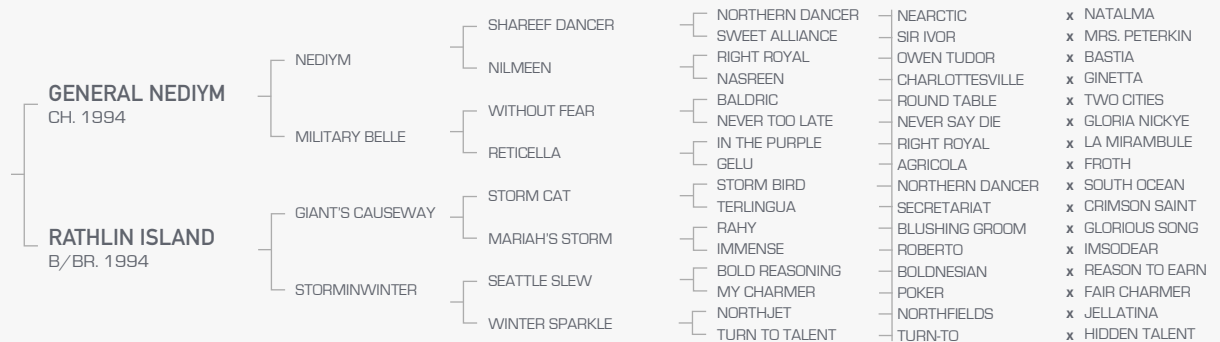 GENERAL NEDIYM
CH. 1994
RATHLIN ISLAND
B/BR. 1994
NEDIYM
MILITARY BELLE
GIANT'S CAUSEWAY
STORMINWINTER
SHAREEF DANCER
NILMEEN
WITHOUT FEAR
RETICELLA
STORM CAT
MARIAH'S STORM
SEATTLE SLEW
WINTER SPARKLE
NORTHERN DANCER
SWEET ALLIANCE
RIGHT ROYAL
NASREEN
BALDRIC
NEVER TOO LATE
IN THE PURPLE
GELU
STORM BIRD
TERLINGUA
RAHY
IMMENSE
BOLD REASONING
MY CHARMER
NORTHJET
TURN TO TALENT
NEARCTIC x NATALMA
SIR IVOR x MRS. PETERKIN
OWEN TUDOR x BASTIA
CHARLOTTESVILLE x GINETTA
ROUND TABLE x TWO CITIES
NEVER SAY DIE x GLORIA NICKYE
RIGHT ROYAL x LA MIRAMBULE
AGRICOLA x FROTH
NORTHERN DANCER x SOUTH OCEAN
SECRETARIAT x CRIMSON SAINT
BLUSHING GROOM x GLORIOUS SONG
ROBERTO x IMSODEAR
BOLDNESIAN x REASON TO EARN
POKER x FAIR CHARMER
NORTHFIELDS x JELLATINA
TURN-TO x HIDDEN TALENT